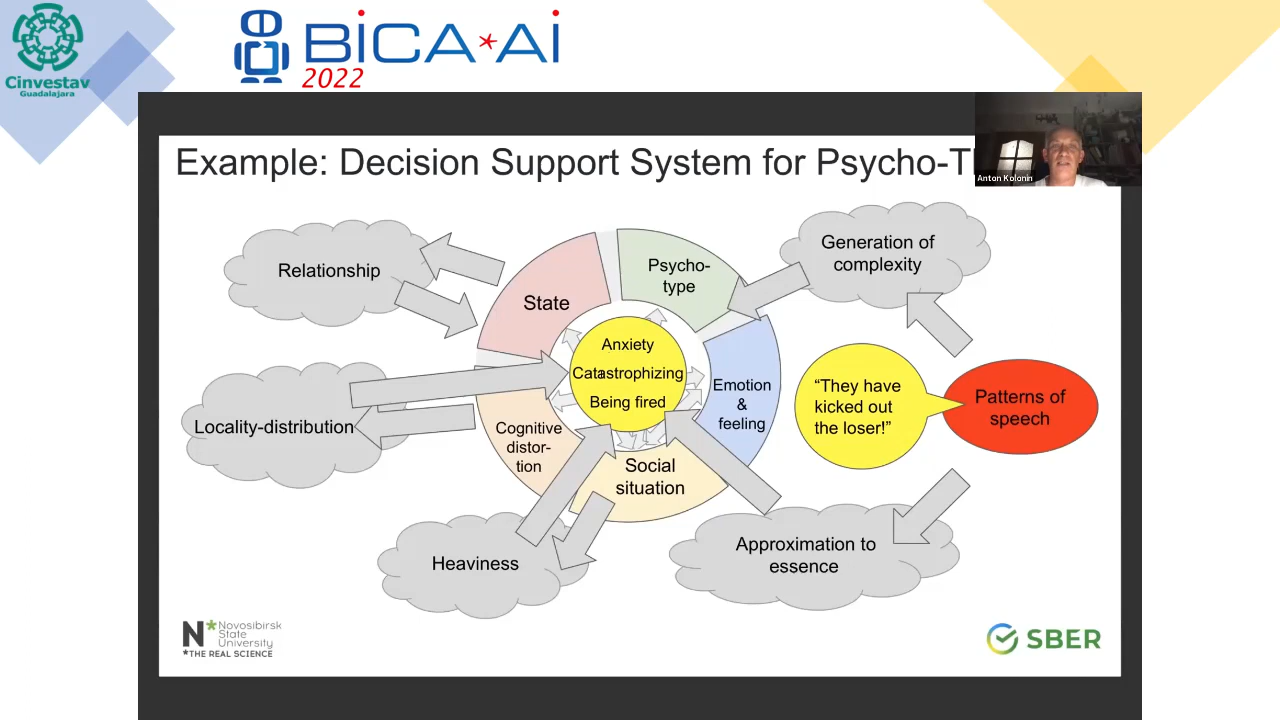 Cinvestav
Guadalajara
BiCA*Ai
2022
Anton Kolonin
Example: Decision Support System for Psycho-T
Relationship
State
Psycho-
type
Generation of
complexity
Anxiety
Catastrophizing
Being fired
Emotion
&
feeling
“They have
kicked out
the loser!”
Patterns of
speech
Locality-distribution
Cognitive
distor-
tion
Social
situation
Heaviness
Approximation to
essence
N*
Novosibirsk
State
University
*THE REAL SCIENCE
SBER